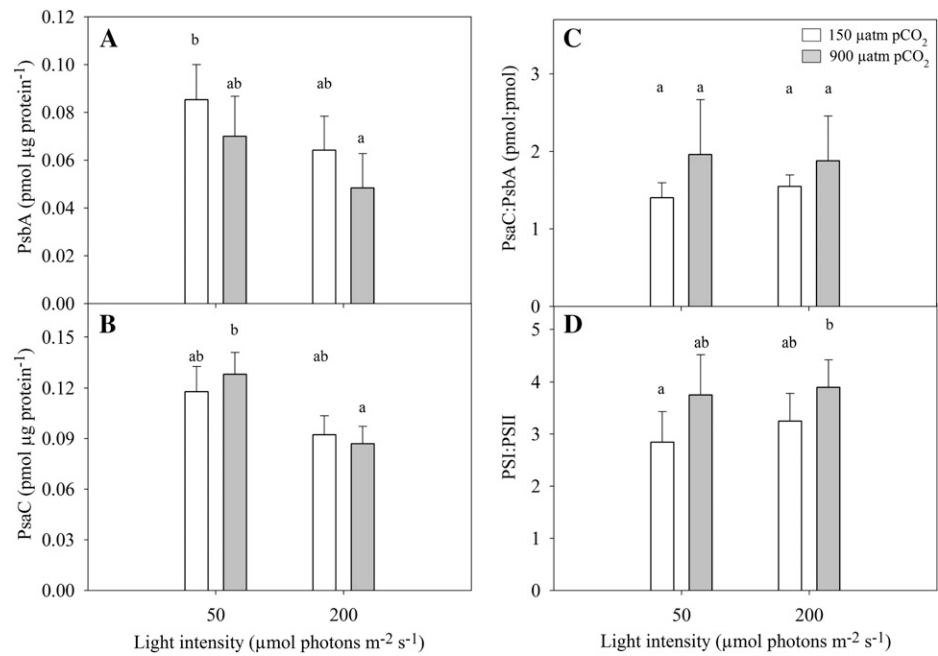 A
PsbA (pmol µg protein-1)
0.12
0.10
0.08
0.06
0.04
0.02
0.00
b
ab
ab
a
B
PsaC (pmol µg protein-1)
0.15
0.12
0.09
0.06
0.03
0.00
ab
b
ab
a
50
200
Light intensity (µmol photons m-2 s-1)
C
150 µatm pCO2
900 µatm pCO2
PsaC:PsbA (pmol:pmol)
3
2
1
0
a
a
a
a
D
PSI:PSII
5
4
3
2
1
0
a
ab
ab
b
50
200
Light intensity (µmol photons m-2 s-1)